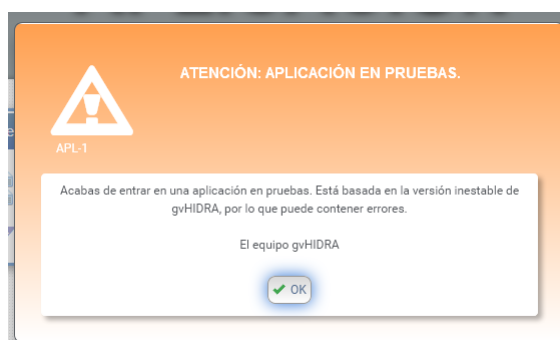 ATENCIÓN: APLICACIÓN EN PRUEBAS.
APL-1
Acabas de entrar en una aplicación en pruebas. Está basada en la versión inestable de
gvHIDRA, por lo que puede contener errores.
El equipo gvHIDRA
OK